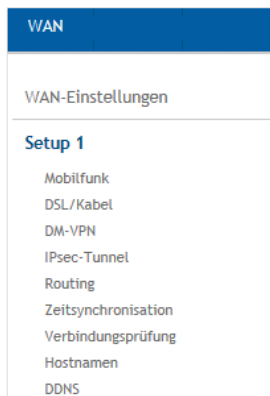 WAN
WAN-Einstellungen
Setup 1
Mobilfunk
DSL/Kabel
DM-VPN
IPsec-Tunnel
Routing
Zeitsynchronisation
Verbindungsprüfung
Hostnamen
DDNS